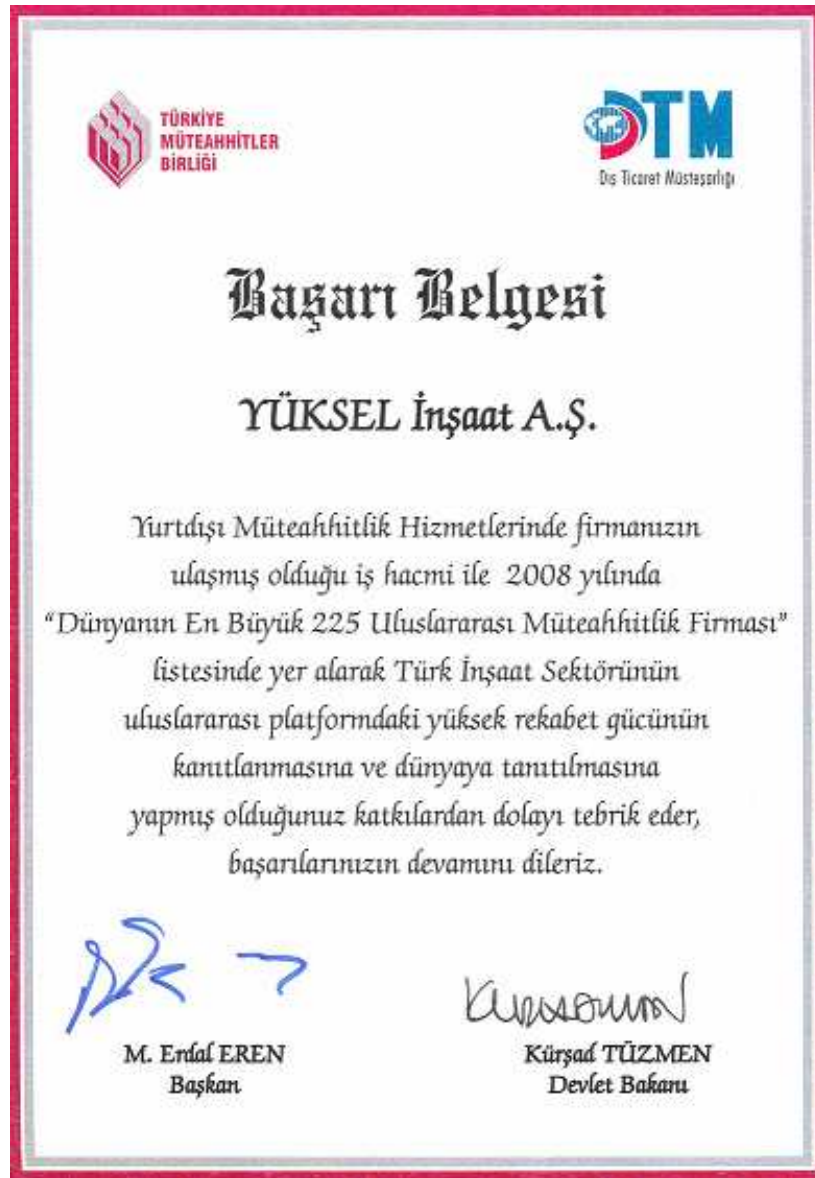 TÜRKİYE
MÜTEAHHİTLER
BİRLİĞİ
DTM
Dış Ticaret Müsteşarlığı
Başarı Belgesi
YÜKSEL İnşaat A.Ş.
Yurtdışı Müteahhitlik Hizmetlerinde firmanızın
ulaşmış olduğu iş hacmi ile 2008 yılında
“Dünyanın En Büyük 225 Uluslararası Müteahhitlik Firması”
listesinde yer alarak Türk İnşaat Sektörünün
uluslararası platformdaki yüksek rekabet gücünün
kanıtlanmasına ve dünyaya tanıtılmasına
yapmış olduğunuz katkılardan dolayı tebrik eder,
başarılarınızın devamını dileriz.
M. Erdal EREN
Başkan
Kürşad TÜZMEN
Devlet Bakanı